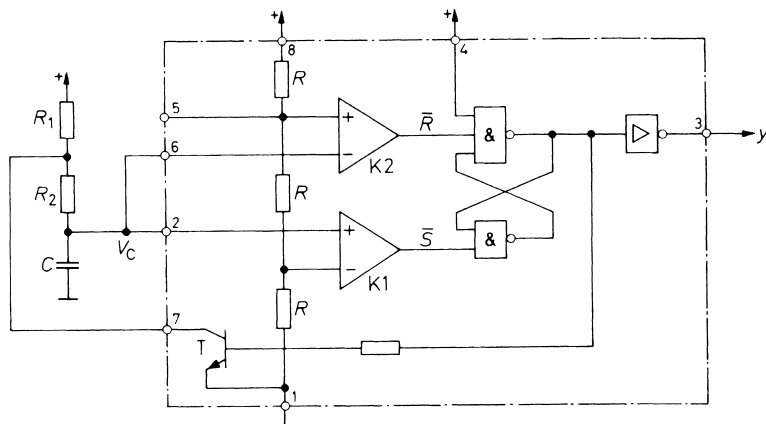 +
+
8
4
R
3
y
+
R1
5
+
R̅
&
▷
−
K2
6
R2
R
2
+
S̅
&
VC
C
−
K1
R
7
T
1